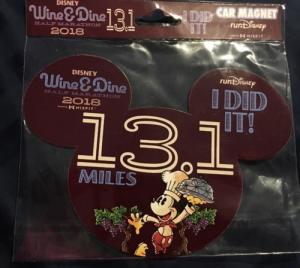 DISNEY
Wine & Dine
HALF MARATHON
2018
13.1
I DID
IT!
CAR MAGNET
runDisney
DISNEY
Wine & Dine
HALF MARATHON
2018
runDisney
I DID
IT!
13.1
MILES